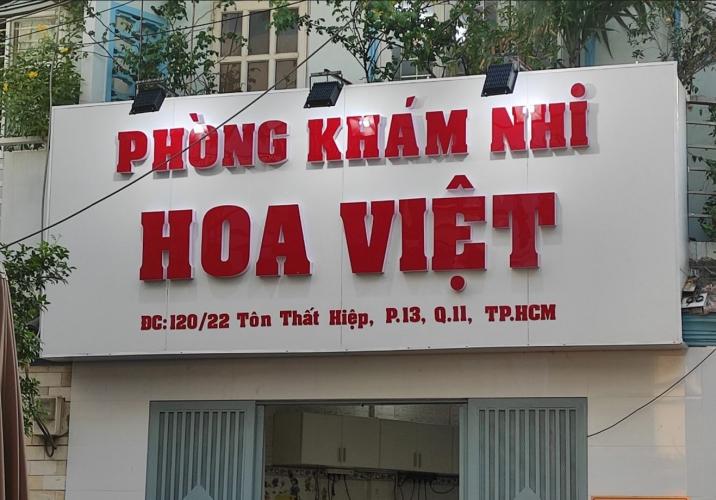 PHÒNG KHÁM NHI
HOA VIỆT
ĐC: 120/22 Tôn Thất Hiệp, P.13, Q.11, TP.HCM